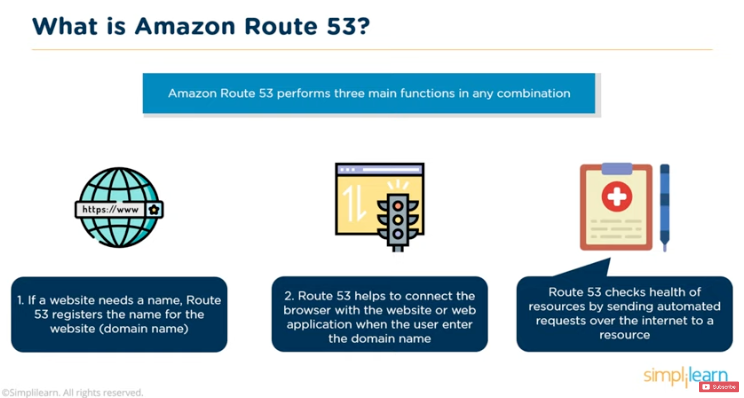 What is Amazon Route 53?
Amazon Route 53 performs three main functions in any combination
https://www
1. If a website needs a name, Route
53 registers the name for the
website (domain name)
2. Route 53 helps to connect the
browser with the website or web
application when the user enter
the domain name
Route 53 checks health of
resources by sending automated
requests over the internet to a
resource
simplilearn
Subscribe
©Simplilearn. All rights reserved.